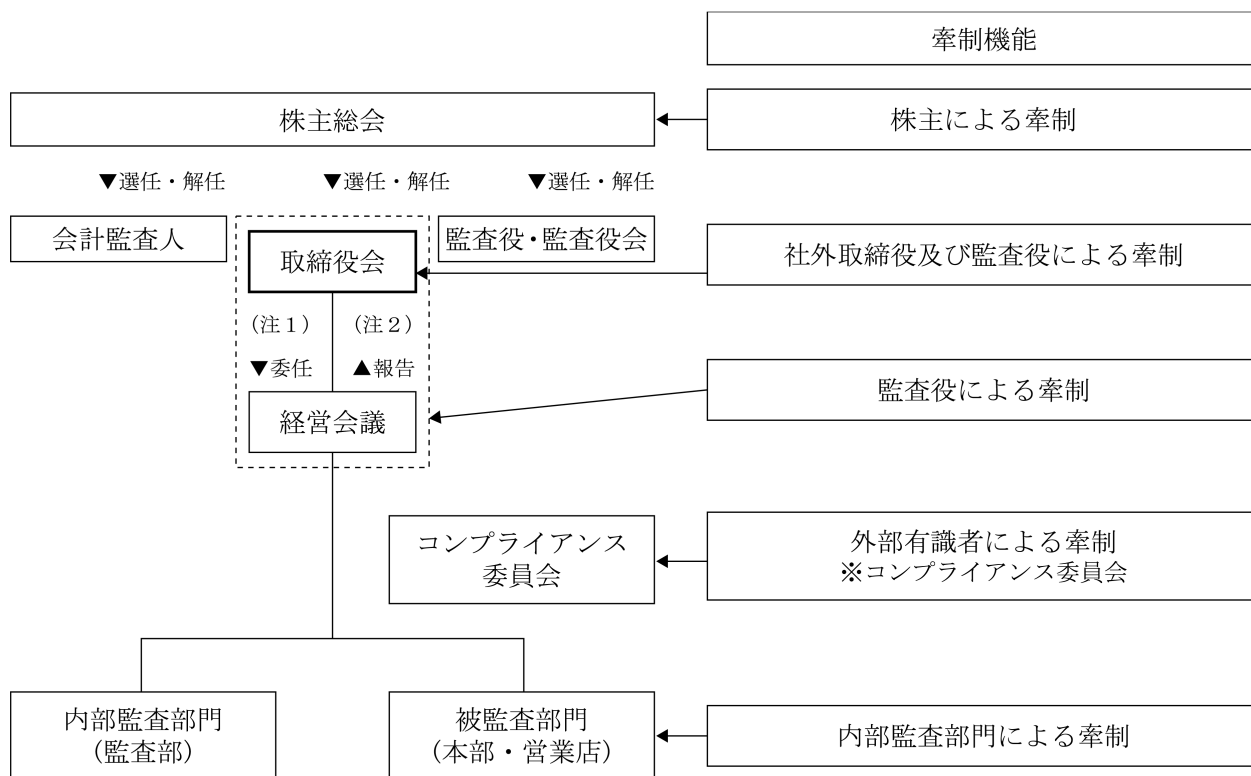 牽制機能
株主総会
株主による牽制
▼選任・解任
▼選任・解任
▼選任・解任
会計監査人
取締役会
監査役・監査役会
社外取締役及び監査役による牽制
(注1)
(注2)
▼委任
▲報告
経営会議
監査役による牽制
コンプライアンス
委員会
外部有識者による牽制
※コンプライアンス委員会
内部監査部門
(監査部)
被監査部門
(本部・営業店)
内部監査部門による牽制